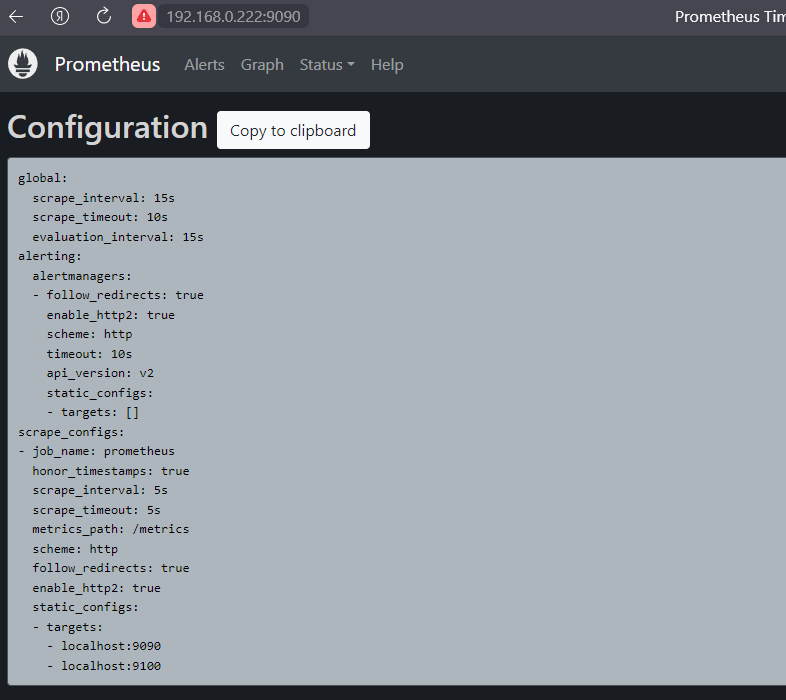 192.168.0.222:9090
Prometheus Tim
Prometheus Alerts Graph Status Help
Configuration Copy to clipboard
global:
  scrape_interval: 15s
  scrape_timeout: 10s
  evaluation_interval: 15s
alerting:
  alertmanagers:
  - follow_redirects: true
    enable_http2: true
    scheme: http
    timeout: 10s
    api_version: v2
    static_configs:
    - targets: []
scrape_configs:
- job_name: prometheus
  honor_timestamps: true
  scrape_interval: 5s
  scrape_timeout: 5s
  metrics_path: /metrics
  scheme: http
  follow_redirects: true
  enable_http2: true
  static_configs:
  - targets:
    - localhost:9090
    - localhost:9100